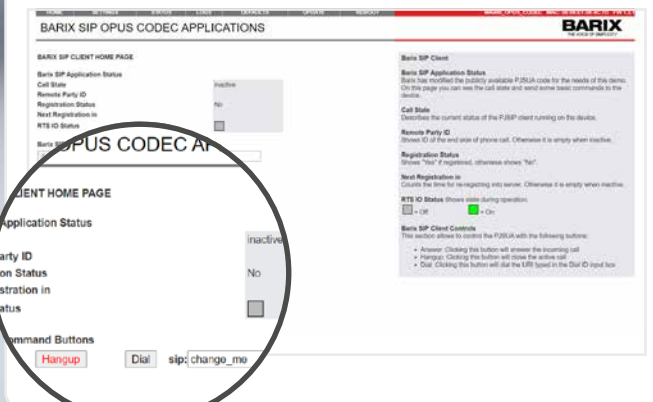 HOME SETTINGS STATUS LOGS DEFAULTS UPDATE REBOOT
BARIX SIP OPUS CODEC APPLICATIONS
BARIX
BARIX SIP CLIENT HOME PAGE
Barix SIP Application Status
Call State inactive
Remote Party ID
Registration Status No
Next Registration in
RTS IO Status
Barix SIP Client
Barix SIP Application Status
Barix has modified the publicly available PJSUA code for the needs of this demo.
On this page you can see the call state and send some basic commands to the
device.
Call State
Describes the current status of the PJSIP client running on the device.
Remote Party ID
Shows ID of the end side of phone call. Otherwise it is empty when inactive.
Registration Status
Shows "Yes" if registered, otherwise shows "No".
Next Registration in
Counts the time for re-registring into server. Otherwise it is empty when inactive.
RTS IO Status Shows state during operation:
= Off = On
Barix SIP Client Controls
This section allows to control the PJSUA with the following buttons:
Answer: Clicking this button will answer the incoming call
Hangup: Clicking this button will close the active call
Dial: Clicking this button will dial the URI typed in the Dial ID input box
OPUS CODEC AP
IENT HOME PAGE
Application Status
inactive
arty ID
on Status No
stration in
atus
ommand Buttons
Hangup Dial sip: change_me